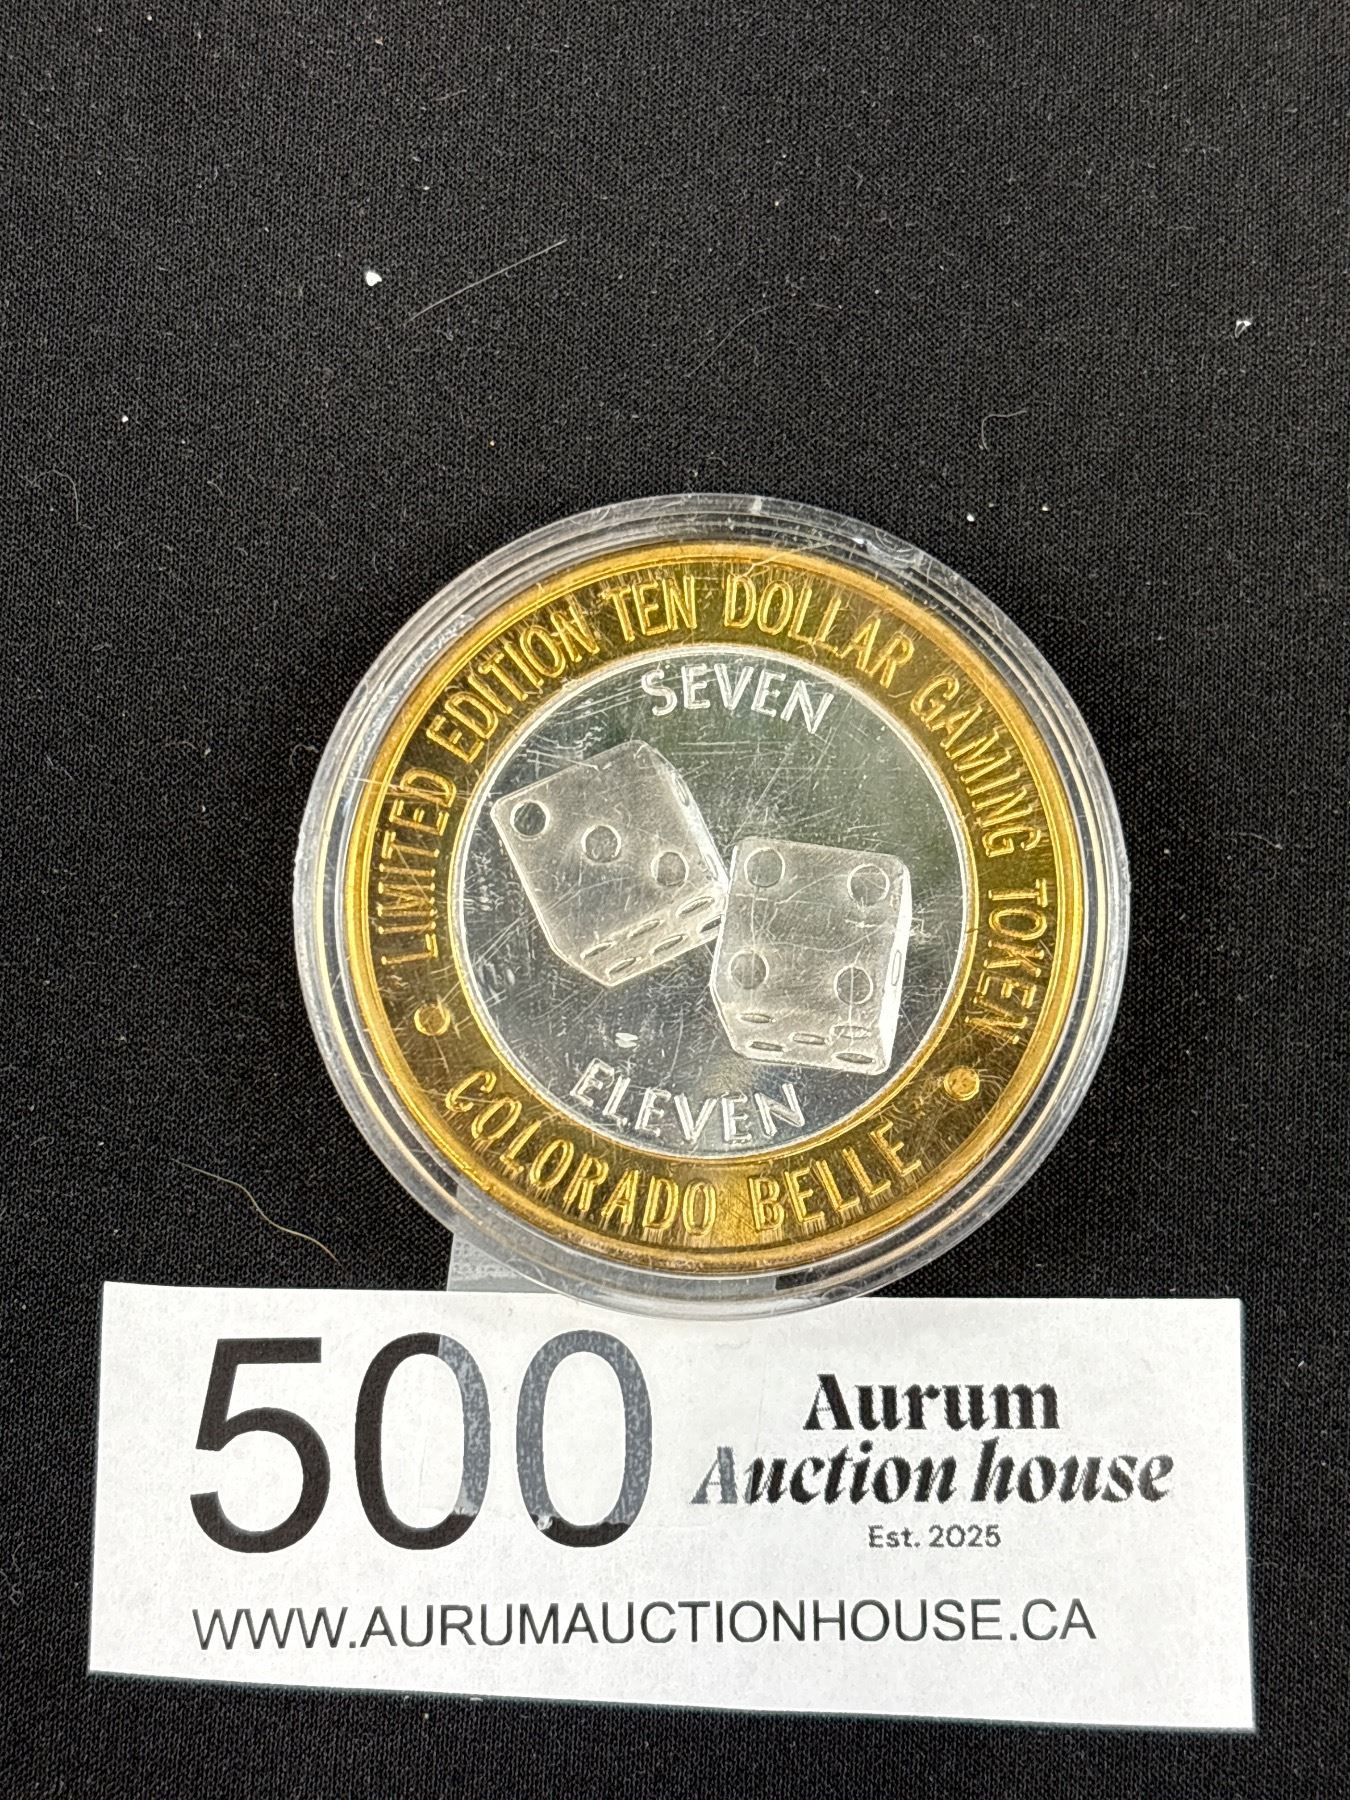 LIMITED EDITION TEN DOLLAR GAMING TOKEN
SEVEN
ELEVEN
COLORADO BELLE
500
Aurum
Auction house
Est. 2025
WWW.AURUMAUCTIONHOUSE.CA